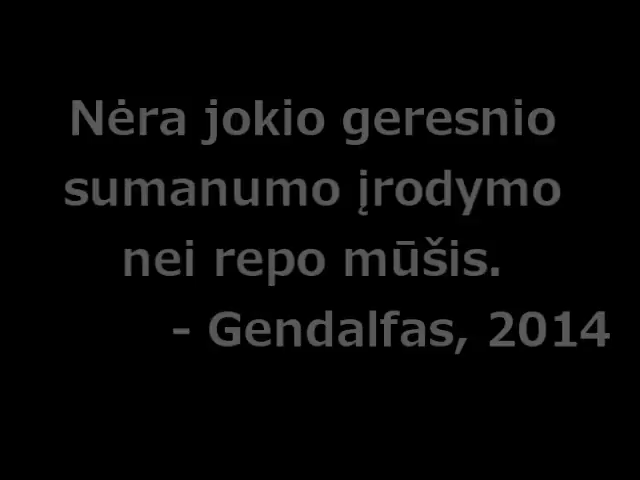 Nėra jokio geresnio
sumanumo įrodymo
nei repo mūšis.
- Gendalfas, 2014